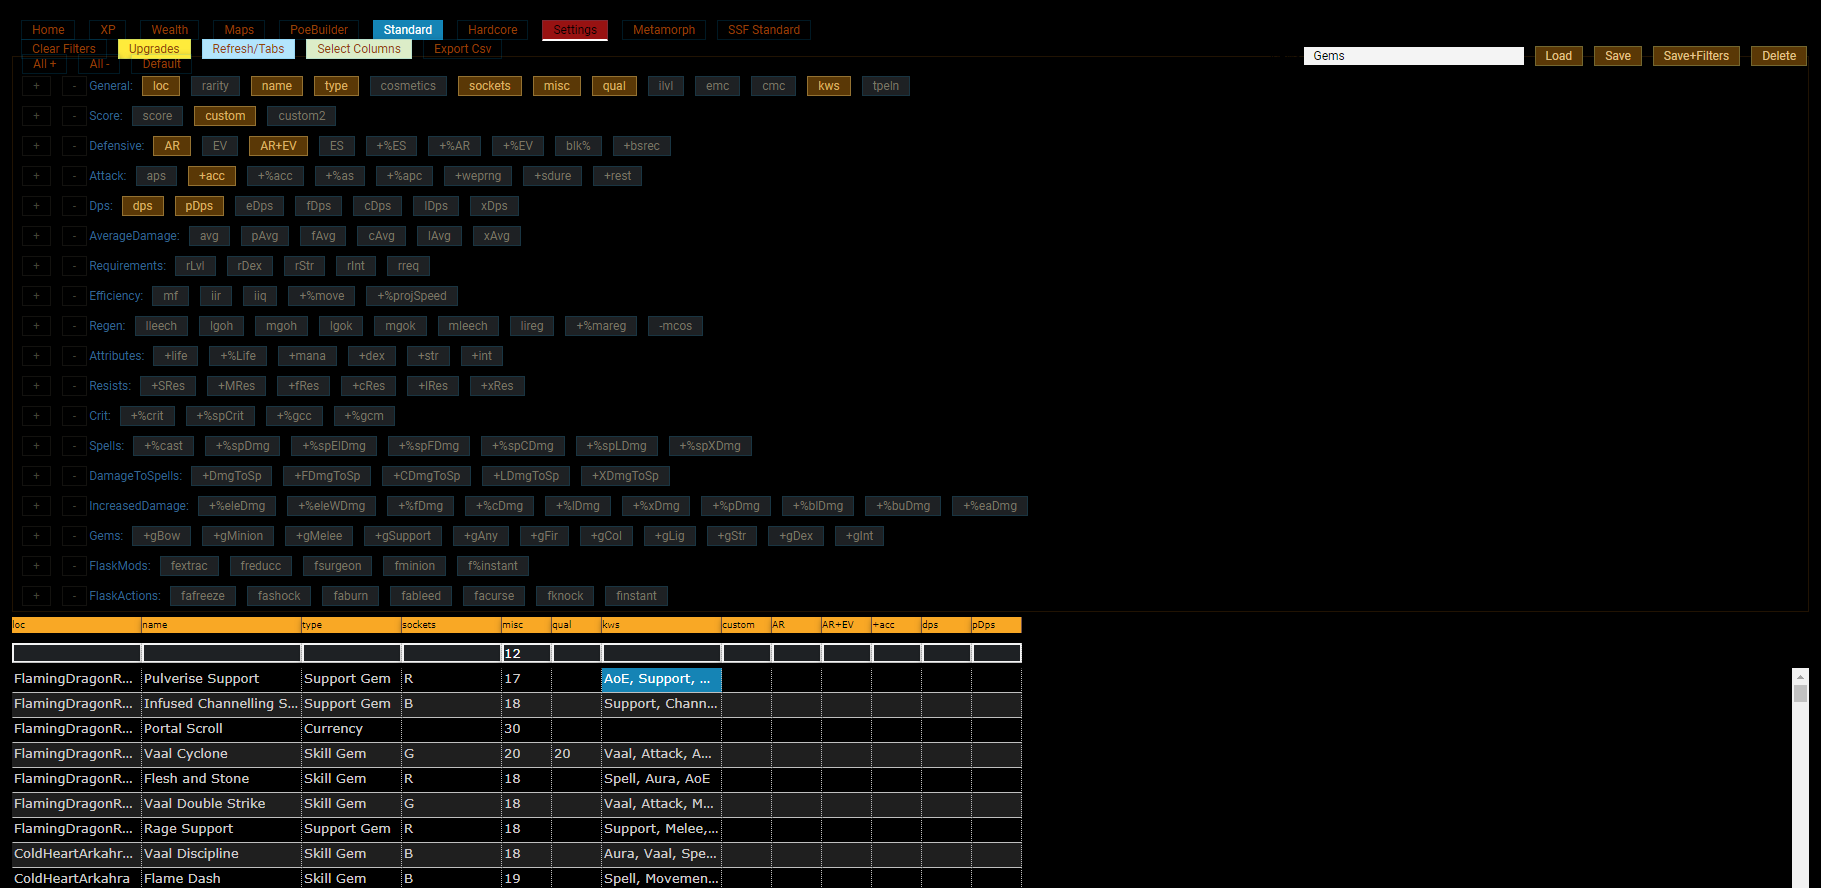 Home XP Wealth Maps PoeBuilder Standard Hardcore Settings Metamorph SSF Standard
Clear Filters Upgrades Refresh/Tabs Select Columns Export Csv
Gems Load Save Save+Filters Delete
All + All - Default
+ - General: loc rarity name type cosmetics sockets misc qual ilvl emc cmc kws tpeln
+ - Score: score custom custom2
+ - Defensive: AR EV AR+EV ES +%ES +%AR +%EV blk% +bsrec
+ - Attack: aps +acc +%acc +%as +%apc +weprng +sdure +rest
+ - Dps: dps pDps eDps fDps cDps lDps xDps
+ - AverageDamage: avg pAvg fAvg cAvg lAvg xAvg
+ - Requirements: rLvl rDex rStr rInt rreq
+ - Efficiency: mf iir iiq +%move +%projSpeed
+ - Regen: lleech lgoh mgoh lgok mgok mleech lireg +%mareg -mcos
+ - Attributes: +life +%Life +mana +dex +str +int
+ - Resists: +SRes +MRes +fRes +cRes +lRes +xRes
+ - Crit: +%crit +%spCrit +%gcc +%gcm
+ - Spells: +%cast +%spDmg +%spElDmg +%spFDmg +%spCDmg +%spLDmg +%spXDmg
+ - DamageToSpells: +DmgToSp +FDmgToSp +CDmgToSp +LDmgToSp +XDmgToSp
+ - IncreasedDamage: +%eleDmg +%eleWDmg +%fDmg +%cDmg +%lDmg +%xDmg +%pDmg +%blDmg +%buDmg +%eaDmg
+ - Gems: +gBow +gMinion +gMelee +gSupport +gAny +gFir +gCol +gLig +gStr +gDex +gInt
+ - FlaskMods: fextrac freducc fsurgeon fminion f%instant
+ - FlaskActions: fafreeze fashock faburn fableed facurse fknock finstant
loc name type sockets misc qual kws custom AR AR+EV +acc dps pDps
12
FlamingDragonR... Pulverise Support Support Gem R 17 AoE, Support, ...
FlamingDragonR... Infused Channelling S... Support Gem B 18 Support, Chann...
FlamingDragonR... Portal Scroll Currency 30
FlamingDragonR... Vaal Cyclone Skill Gem G 20 20 Vaal, Attack, A...
FlamingDragonR... Flesh and Stone Skill Gem R 18 Spell, Aura, AoE
FlamingDragonR... Vaal Double Strike Skill Gem G 18 Vaal, Attack, M...
FlamingDragonR... Rage Support Support Gem R 18 Support, Melee,...
ColdHeartArkahr... Vaal Discipline Skill Gem B 18 Aura, Vaal, Spe...
ColdHeartArkahra Flame Dash Skill Gem B 19 Spell, Movemen...